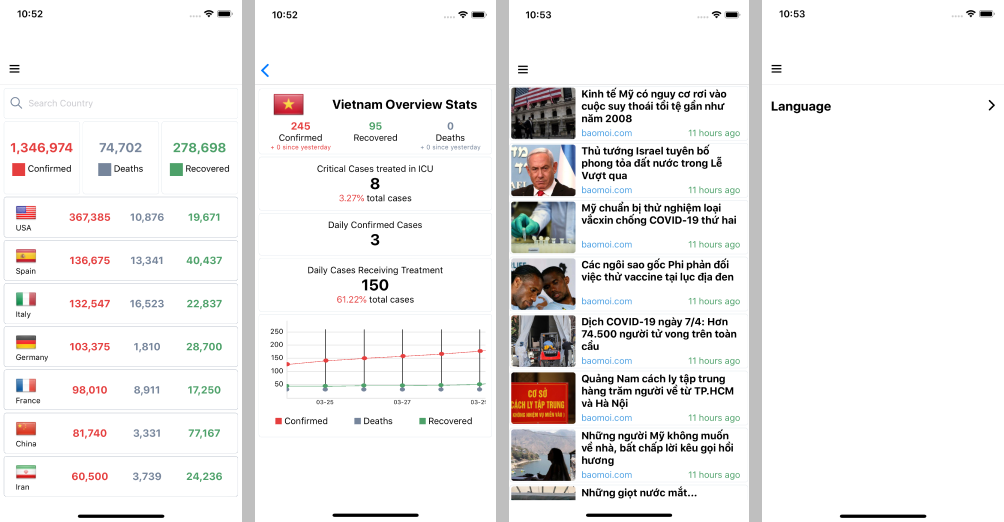 10:52
Search Country
1,346,974
74,702
278,698
Confirmed
Deaths
Recovered
USA
367,385
10,876
19,671
Spain
136,675
13,341
40,437
Italy
132,547
16,523
22,837
Germany
103,375
1,810
28,700
France
98,010
8,911
17,250
China
81,740
3,331
77,167
Iran
60,500
3,739
24,236
10:52
Vietnam Overview Stats
245
95
0
Confirmed
Recovered
Deaths
+ 0 since yesterday
+ 0 since yesterday
Critical Cases treated in ICU
8
3.27% total cases
Daily Confirmed Cases
3
Daily Cases Receiving Treatment
150
61.22% total cases
250
200
150
100
50
03-25
03-27
03-29
Confirmed
Deaths
Recovered
10:53
Kinh tế Mỹ có nguy cơ rơi vào
cuộc suy thoái tồi tệ gần như
năm 2008
baomoi.com
11 hours ago
Thủ tướng Israel tuyên bố
phong tỏa đất nước trong Lễ
Vượt qua
baomoi.com
11 hours ago
Mỹ chuẩn bị thử nghiệm loại
vắcxin chống COVID-19 thứ hai
baomoi.com
11 hours ago
Các ngôi sao gốc Phi phản đối
việc thử vaccine tại lục địa đen
baomoi.com
11 hours ago
Dịch COVID-19 ngày 7/4: Hơn
74.500 người tử vong trên toàn
cầu
baomoi.com
11 hours ago
CƠ SỞ
CÁCH LY TẬP TRUNG
KHÔNG NHIỆM VỤ MIỄN VÀO
Quảng Nam cách ly tập trung
hàng trăm người về từ TP.HCM
và Hà Nội
baomoi.com
11 hours ago
Những người Mỹ không muốn
về nhà, bất chấp lời kêu gọi hồi
hương
baomoi.com
11 hours ago
Những giọt nước mắt...
10:53
Language